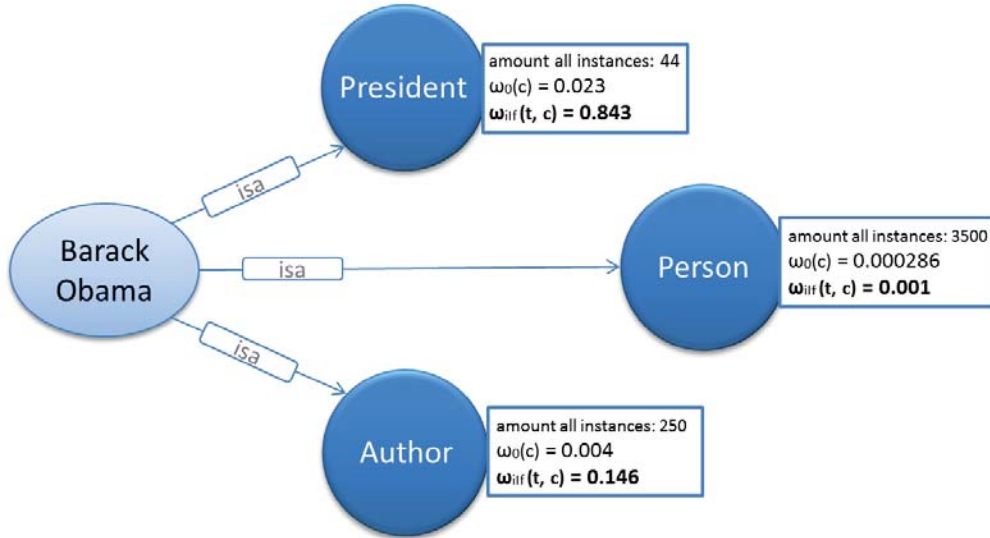 President
amount all instances: 44
ω₀(c) = 0.023
ωilf(t, c) = 0.843
isa
Barack
Obama
isa
Person
amount all instances: 3500
ω₀(c) = 0.000286
ωilf(t, c) = 0.001
isa
Author
amount all instances: 250
ω₀(c) = 0.004
ωilf(t, c) = 0.146